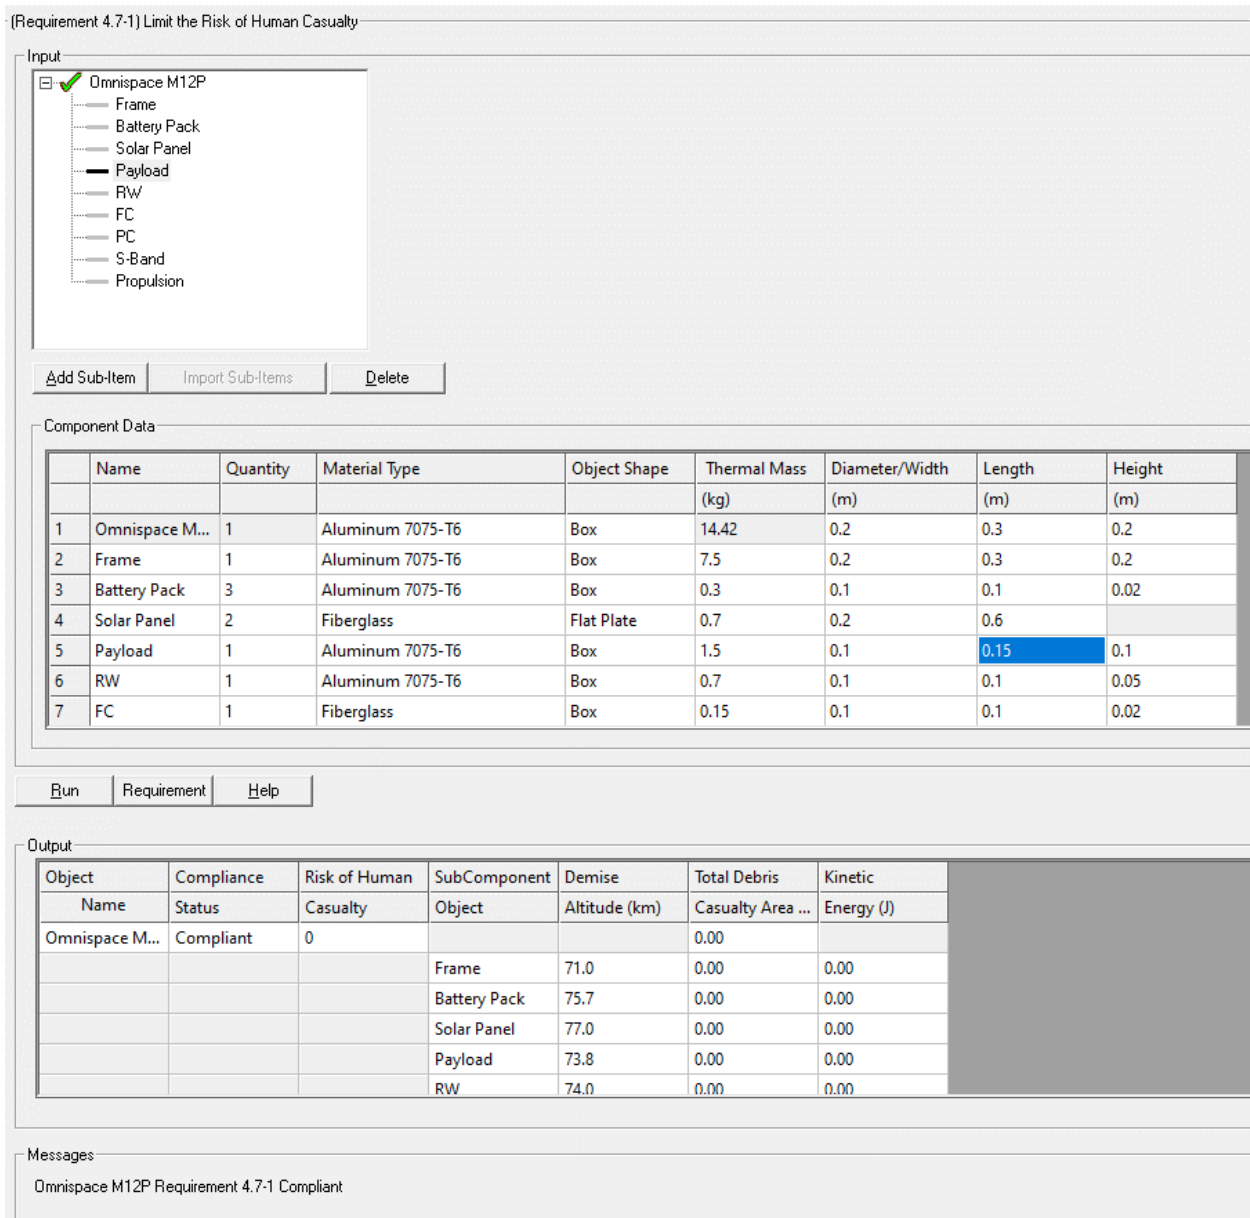 (Requirement 4.7-1) Limit the Risk of Human Casualty
Input
Omnispace M12P
Frame
Battery Pack
Solar Panel
Payload
RW
FC
PC
S-Band
Propulsion
Add Sub-Item Import Sub-Items Delete
Component Data
Name Quantity Material Type Object Shape Thermal Mass Diameter/Width Length Height
(kg) (m) (m) (m)
1 Omnispace M... 1 Aluminum 7075-T6 Box 14.42 0.2 0.3 0.2
2 Frame 1 Aluminum 7075-T6 Box 7.5 0.2 0.3 0.2
3 Battery Pack 3 Aluminum 7075-T6 Box 0.3 0.1 0.1 0.02
4 Solar Panel 2 Fiberglass Flat Plate 0.7 0.2 0.6
5 Payload 1 Aluminum 7075-T6 Box 1.5 0.1 0.15 0.1
6 RW 1 Aluminum 7075-T6 Box 0.7 0.1 0.1 0.05
7 FC 1 Fiberglass Box 0.15 0.1 0.1 0.02
Run Requirement Help
Output
Object Compliance Risk of Human SubComponent Demise Total Debris Kinetic
Name Status Casualty Object Altitude (km) Casualty Area ... Energy (J)
Omnispace M... Compliant 0 0.00
Frame 71.0 0.00 0.00
Battery Pack 75.7 0.00 0.00
Solar Panel 77.0 0.00 0.00
Payload 73.8 0.00 0.00
RW 74.0 0.00 0.00
Messages
Omnispace M12P Requirement 4.7-1 Compliant